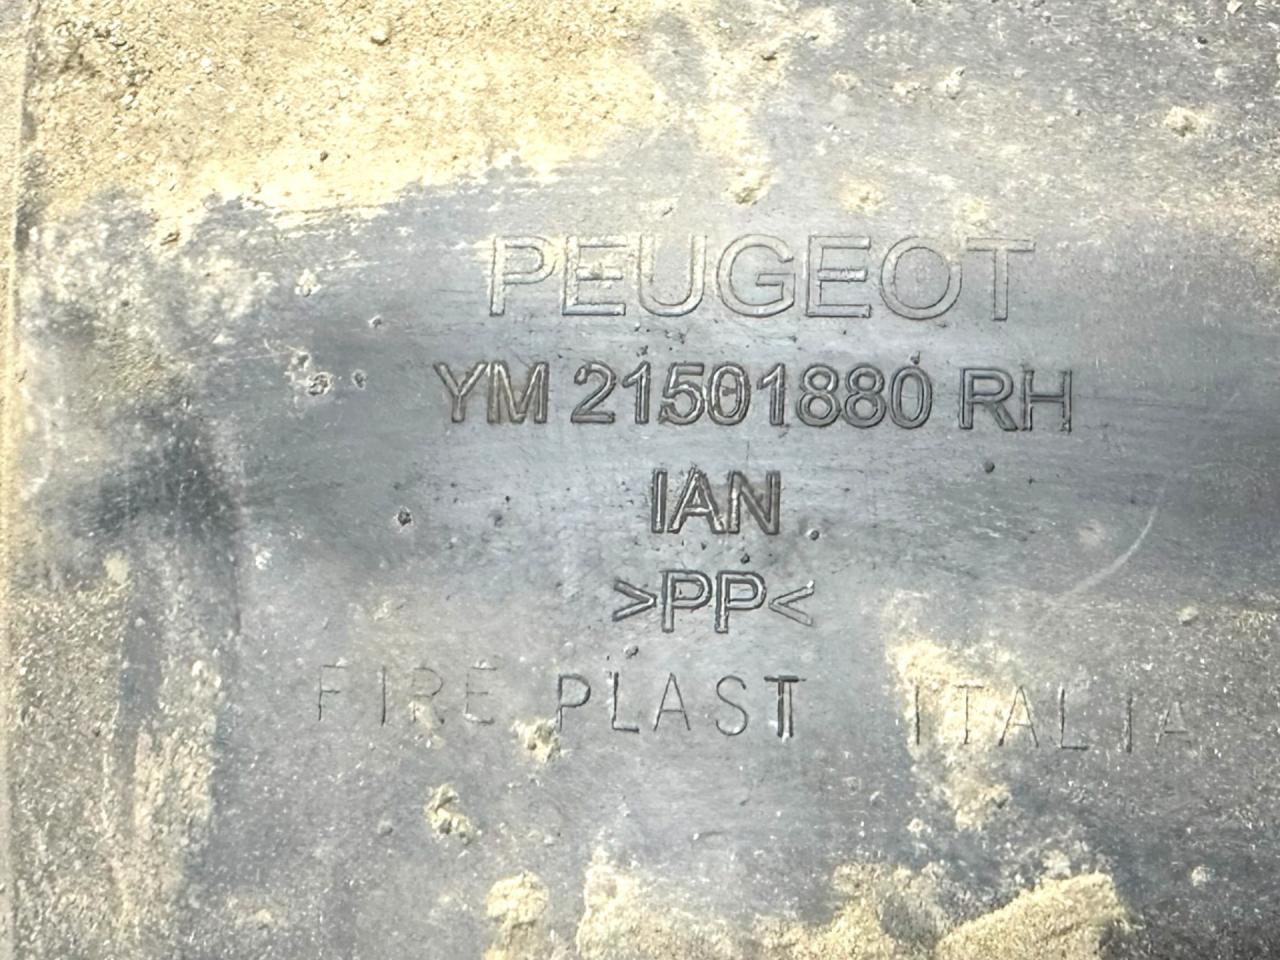 PEUGEOT
YM 21501880 RH
IAN
>PP<
FIRE PLAST ITALIA